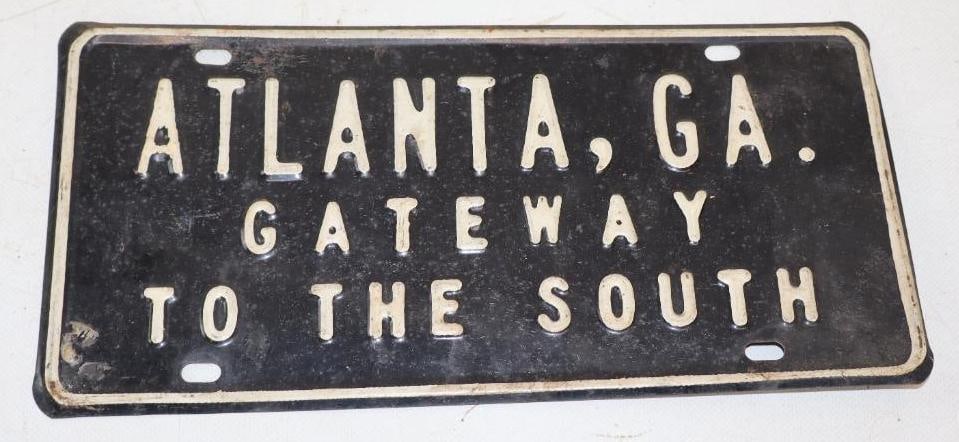 ATLANTA, GA.
GATEWAY
TO THE SOUTH